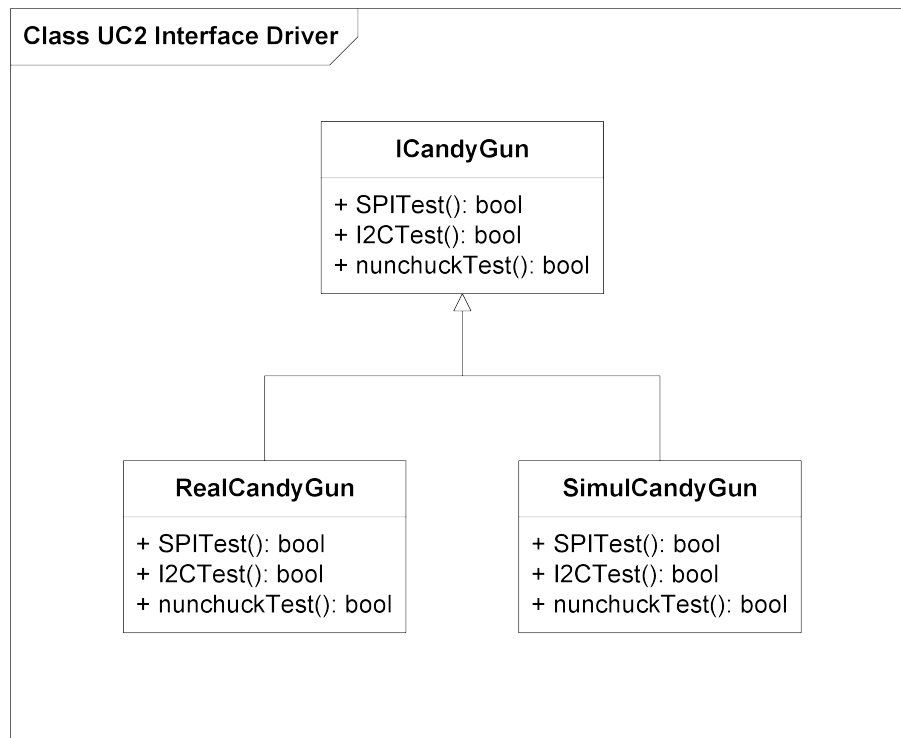 Class UC2 Interface Driver
ICandyGun
+ SPITest(): bool
+ I2CTest(): bool
+ nunchuckTest(): bool
RealCandyGun
+ SPITest(): bool
+ I2CTest(): bool
+ nunchuckTest(): bool
SimulCandyGun
+ SPITest(): bool
+ I2CTest(): bool
+ nunchuckTest(): bool